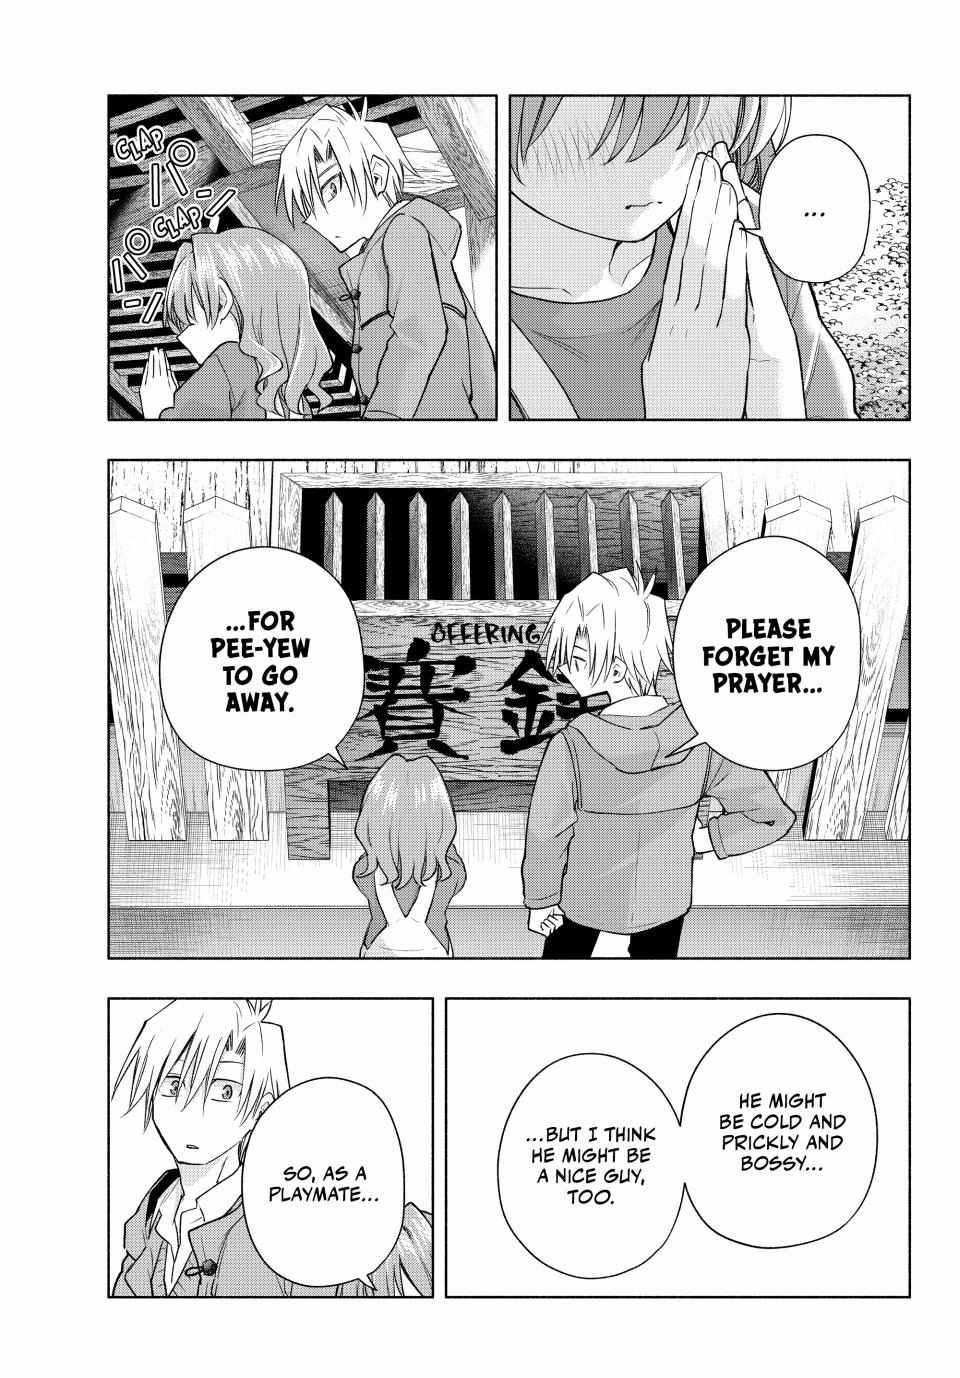 ...
CLAP
パン
CLAP
パン
PLEASE
FORGET MY
PRAYER...
...FOR
PEE-YEW
TO GO
AWAY.
OFFERING
賽銭
HE MIGHT
BE COLD AND
PRICKLY AND
BOSSY...
...BUT I THINK
HE MIGHT BE
A NICE GUY,
TOO.
SO, AS A
PLAYMATE...